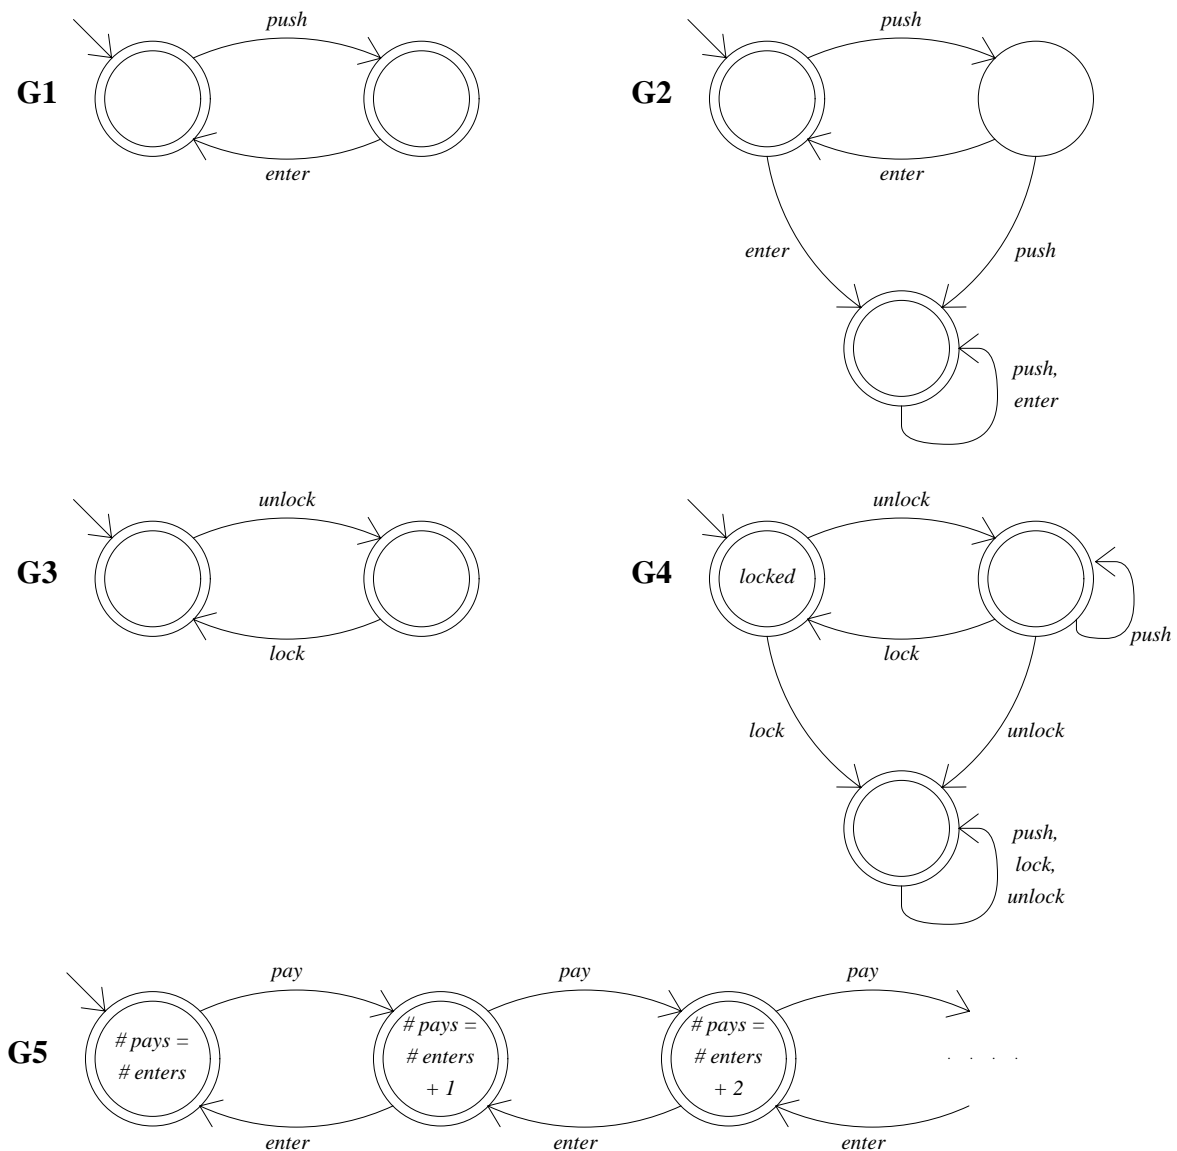 push
push
G1
G2
enter
enter
enter
push
push,
enter
unlock
unlock
G3
G4
locked
push
lock
lock
lock
unlock
push,
lock,
unlock
pay
pay
pay
G5
# pays =
# enters
# pays =
# enters
+ 1
# pays =
# enters
+ 2
. . . .
enter
enter
enter